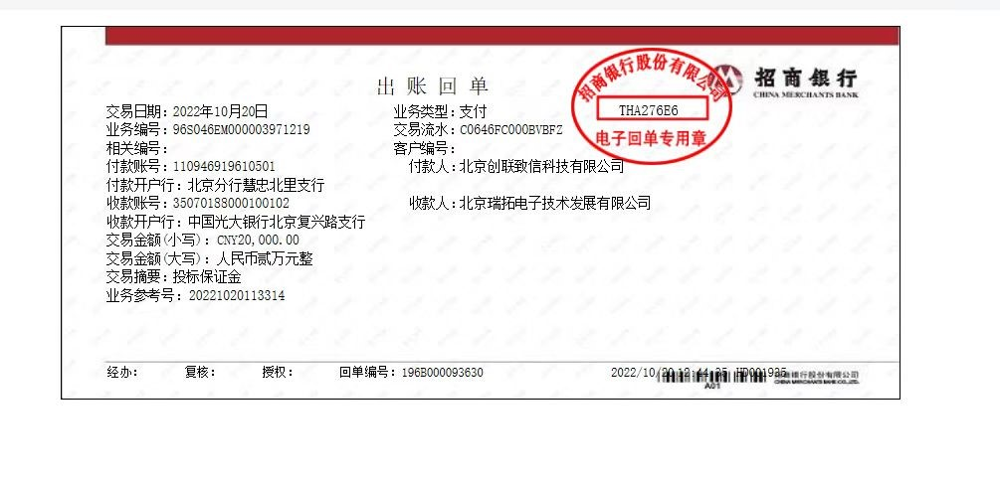 出账回单
招商银行股份有限公司
THA276E6
电子回单专用章
招商银行
CHINA MERCHANTS BANK
交易日期：2022年10月20日 业务类型：支付
业务编号：96S046EM000003971219 交易流水：C0646FC000BVBFZ
相关编号： 客户编号：
付款账号：110946919610501 付款人：北京创联致信科技有限公司
付款开户行：北京分行慧忠北里支行
收款账号：35070188000100102 收款人：北京瑞拓电子技术发展有限公司
收款开户行：中国光大银行北京复兴路支行
交易金额(小写)：CNY20,000.00
交易金额(大写)：人民币贰万元整
交易摘要：投标保证金
业务参考号：20221020113314
经办： 复核： 授权： 回单编号：196B000093630 2022/10/20
A01
招商银行股份有限公司
CHINA MERCHANTS BANK CO.,LTD.